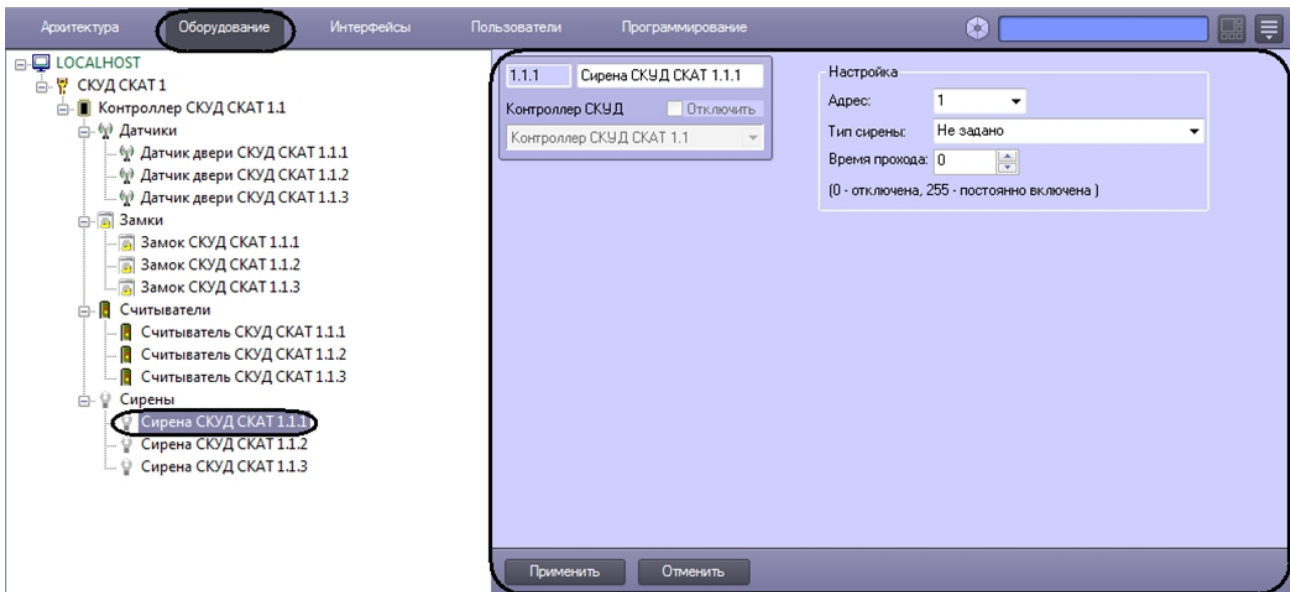 Архитектура Оборудование Интерфейсы Пользователи Программирование
LOCALHOST
СКУД СКАТ 1
Контроллер СКУД СКАТ 1.1
Датчики
Датчик двери СКУД СКАТ 1.1.1
Датчик двери СКУД СКАТ 1.1.2
Датчик двери СКУД СКАТ 1.1.3
Замки
Замок СКУД СКАТ 1.1.1
Замок СКУД СКАТ 1.1.2
Замок СКУД СКАТ 1.1.3
Считыватели
Считыватель СКУД СКАТ 1.1.1
Считыватель СКУД СКАТ 1.1.2
Считыватель СКУД СКАТ 1.1.3
Сирены
Сирена СКУД СКАТ 1.1.1
Сирена СКУД СКАТ 1.1.2
Сирена СКУД СКАТ 1.1.3
1.1.1 Сирена СКУД СКАТ 1.1.1
Контроллер СКУД Отключить
Контроллер СКУД СКАТ 1.1
Настройка
Адрес: 1
Тип сирены: Не задано
Время прохода: 0
(0 - отключена, 255 - постоянно включена )
Применить Отменить